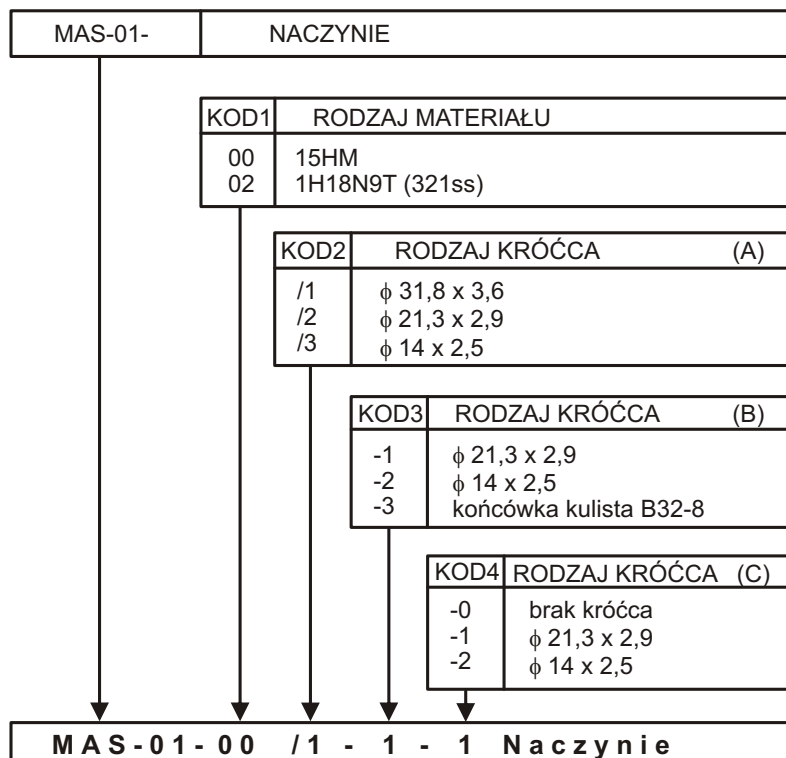 MAS-01- NACZYNIE
KOD1 RODZAJ MATERIAŁU
00 15HM
02 1H18N9T (321ss)
KOD2 RODZAJ KRÓĆCA (A)
/1 ϕ 31,8 x 3,6
/2 ϕ 21,3 x 2,9
/3 ϕ 14 x 2,5
KOD3 RODZAJ KRÓĆCA (B)
-1 ϕ 21,3 x 2,9
-2 ϕ 14 x 2,5
-3 końcówka kulista B32-8
KOD4 RODZAJ KRÓĆCA (C)
-0 brak króćca
-1 ϕ 21,3 x 2,9
-2 ϕ 14 x 2,5
MAS-01-00 /1 - 1 - 1 Naczynie